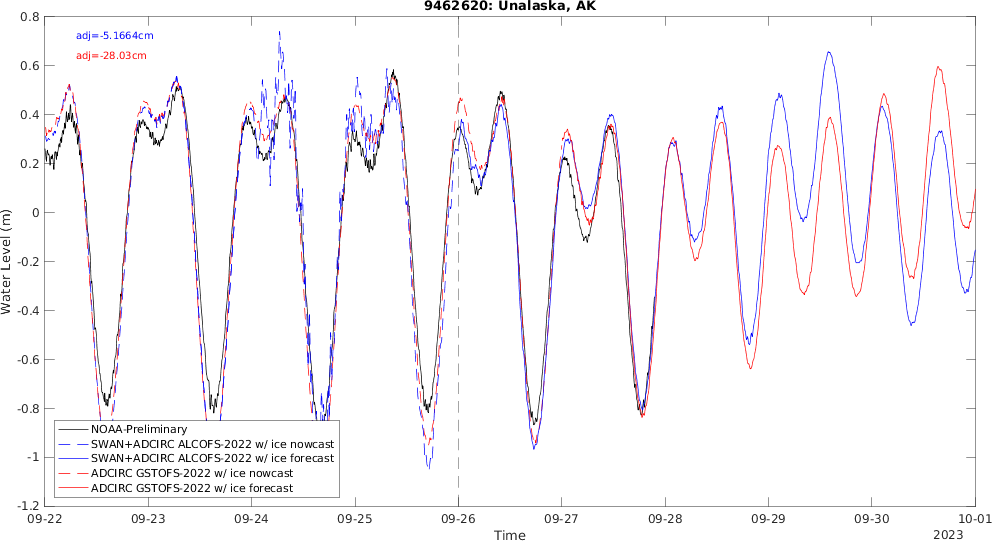 9462620: Unalaska, AK
adj=-5.1664cm
adj=-28.03cm
Water Level (m)
0.8
0.6
0.4
0.2
0
-0.2
-0.4
-0.6
-0.8
-1
-1.2
NOAA-Preliminary
SWAN+ADCIRC ALCOFS-2022 w/ ice nowcast
SWAN+ADCIRC ALCOFS-2022 w/ ice forecast
ADCIRC GSTOFS-2022 w/ ice nowcast
ADCIRC GSTOFS-2022 w/ ice forecast
09-22 09-23 09-24 09-25 09-26 09-27 09-28 09-29 09-30 10-01
Time
2023